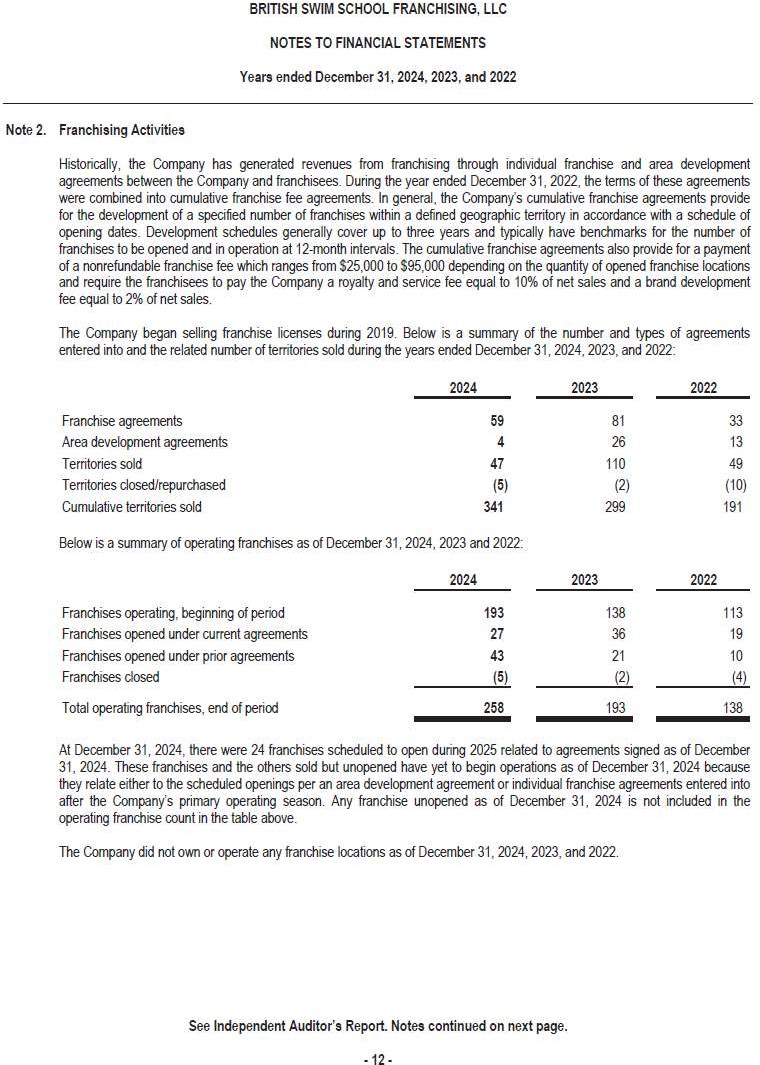 BRITISH SWIM SCHOOL FRANCHISING, LLC
NOTES TO FINANCIAL STATEMENTS
Years ended December 31, 2024, 2023, and 2022
Note 2. Franchising Activities
Historically, the Company has generated revenues from franchising through individual franchise and area development
agreements between the Company and franchisees. During the year ended December 31, 2022, the terms of these agreements
were combined into cumulative franchise fee agreements. In general, the Company's cumulative franchise agreements provide
for the development of a specified number of franchises within a defined geographic territory in accordance with a schedule of
opening dates. Development schedules generally cover up to three years and typically have benchmarks for the number of
franchises to be opened and in operation at 12-month intervals. The cumulative franchise agreements also provide for a payment
of a nonrefundable franchise fee which ranges from $25,000 to $95,000 depending on the quantity of opened franchise locations
and require the franchisees to pay the Company a royalty and service fee equal to 10% of net sales and a brand development
fee equal to 2% of net sales.
The Company began selling franchise licenses during 2019. Below is a summary of the number and types of agreements
entered into and the related number of territories sold during the years ended December 31, 2024, 2023, and 2022:
2024 2023 2022
Franchise agreements 59 81 33
Area development agreements 4 26 13
Territories sold 47 110 49
Territories closed/repurchased (5) (2) (10)
Cumulative territories sold 341 299 191
Below is a summary of operating franchises as of December 31, 2024, 2023 and 2022:
2024 2023 2022
Franchises operating, beginning of period 193 138 113
Franchises opened under current agreements 27 36 19
Franchises opened under prior agreements 43 21 10
Franchises closed (5) (2) (4)
Total operating franchises, end of period 258 193 138
At December 31, 2024, there were 24 franchises scheduled to open during 2025 related to agreements signed as of December
31, 2024. These franchises and the others sold but unopened have yet to begin operations as of December 31, 2024 because
they relate either to the scheduled openings per an area development agreement or individual franchise agreements entered into
after the Company's primary operating season. Any franchise unopened as of December 31, 2024 is not included in the
operating franchise count in the table above.
The Company did not own or operate any franchise locations as of December 31, 2024, 2023, and 2022.
See Independent Auditor's Report. Notes continued on next page.
- 12 -